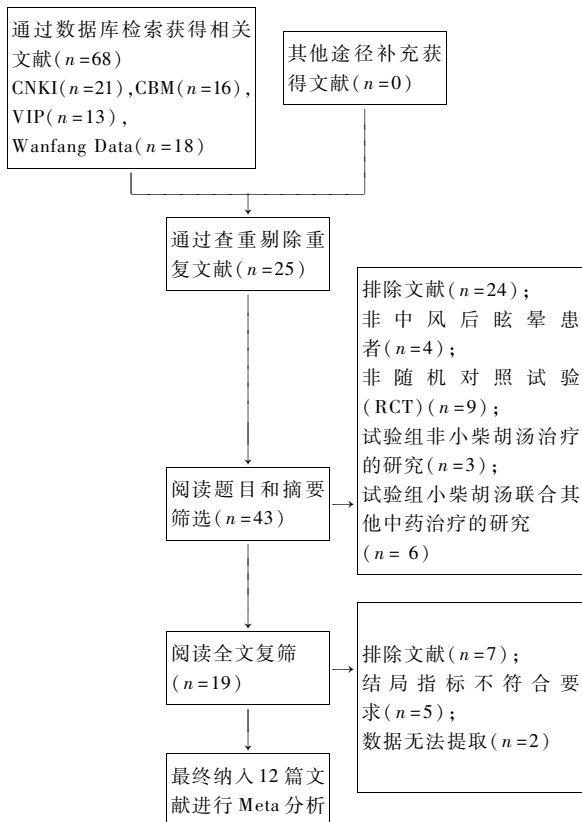 通过数据库检索获得相关
文献(n=68)
CNKI(n=21),CBM(n=16),
VIP(n=13),
Wanfang Data(n=18)
其他途径补充获
得文献(n=0)
通过查重剔除重
复文献(n=25)
排除文献(n=24);
非中风后眩晕患
者(n=4);
非随机对照试验
(RCT)(n=9);
试验组非小柴胡汤治疗
的研究(n=3);
试验组小柴胡汤联合其
他中药治疗的研究
(n= 6)
阅读题目和摘要
筛选(n=43)
阅读全文复筛
(n=19)
排除文献(n=7);
结局指标不符合要
求(n=5);
数据无法提取(n=2)
最终纳入 12 篇文
献进行 Meta 分析